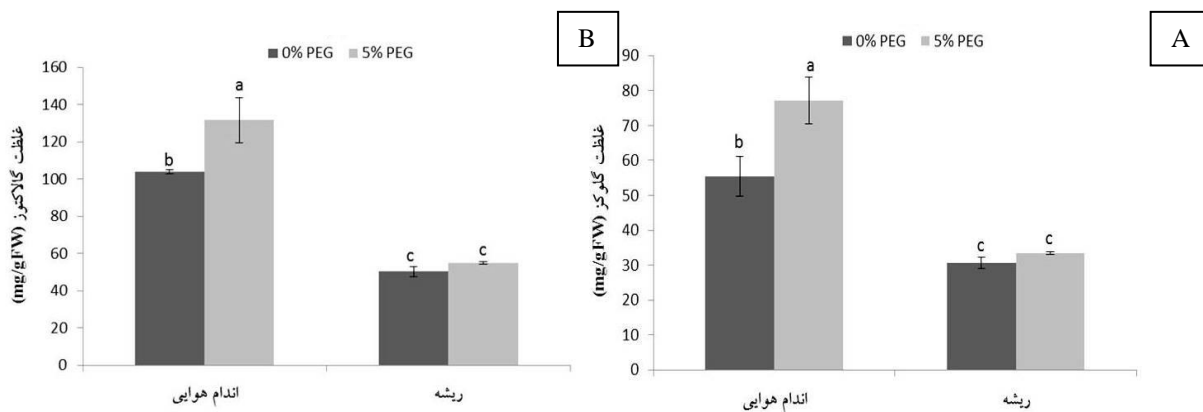 B
0% PEG 5% PEG
غلظت گالاکتوز (mg/gFW)
160
140
120
100
80
60
40
20
0
b
a
c
c
اندام هوایی
ریشه
A
0% PEG 5% PEG
غلظت گلوکز (mg/gFW)
90
80
70
60
50
40
30
20
10
0
b
a
c
c
اندام هوایی
ریشه